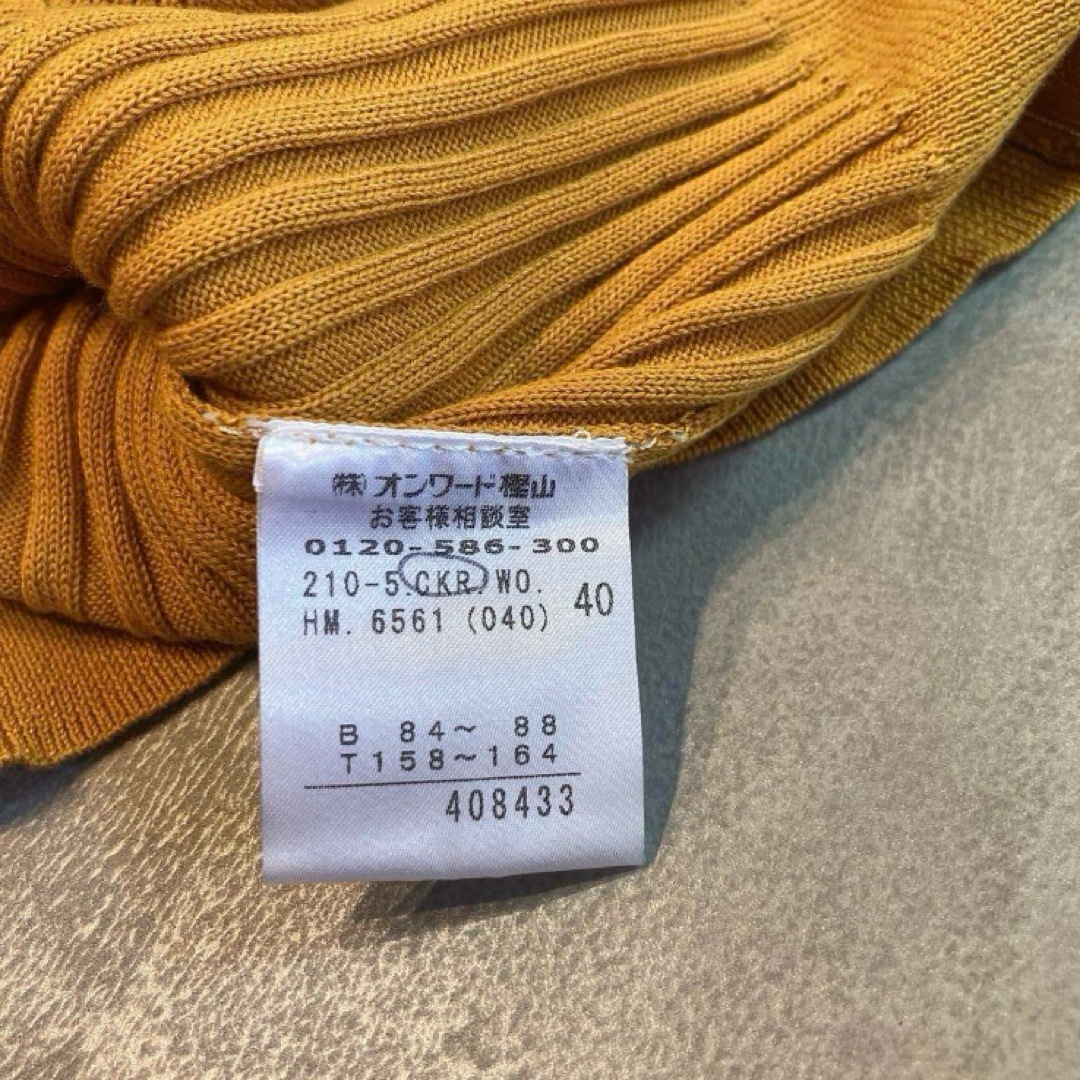 (株)オンワード樫山
お客様相談室
0120-586-300
210-5.CKR.WO.
HM. 6561 (040) 40
B 84～ 88
T158～164
408433